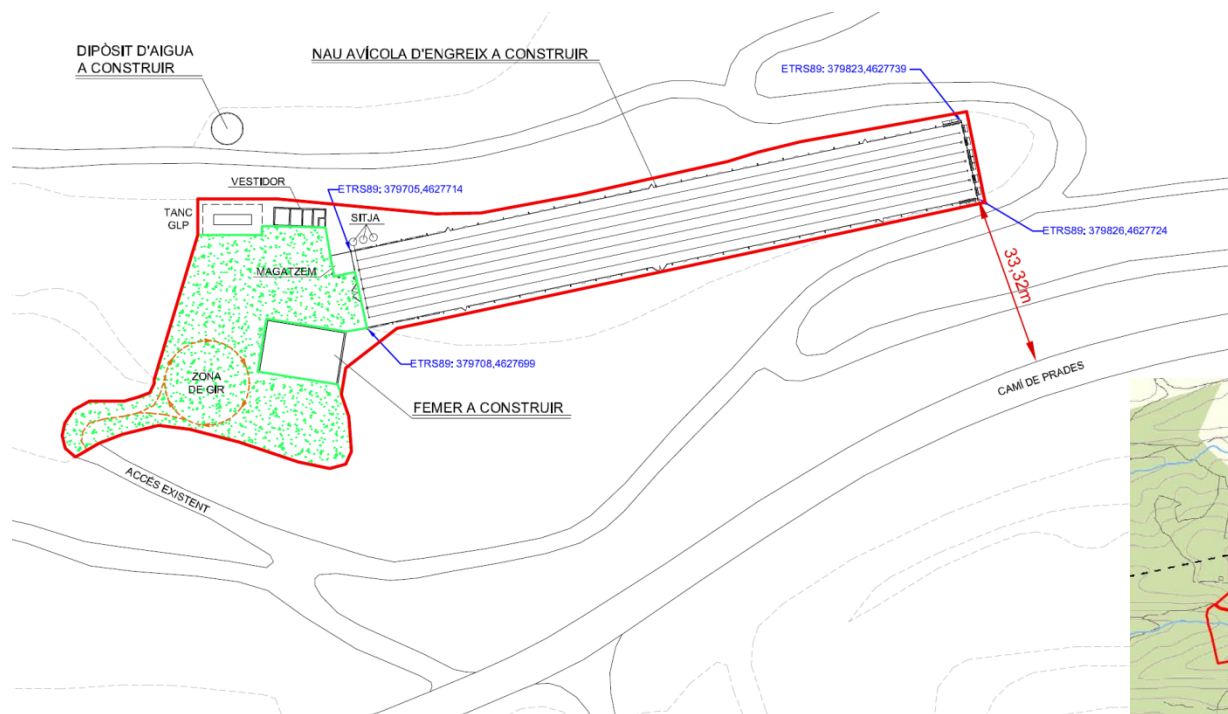 DIPÒSIT D'AIGUA
A CONSTRUIR
NAU AVÍCOLA D'ENGREIX A CONSTRUIR
ETRS89: 379823,4627739
VESTIDOR
ETRS89: 379705,4627714
TANC
GLP
SITJA
ETRS89: 379826,4627724
MAGATZEM
33,32m
ETRS89: 379708,4627699
ZONA
DE GIR
CAMÍ DE PRADES
FEMER A CONSTRUIR
ACCÉS EXISTENT